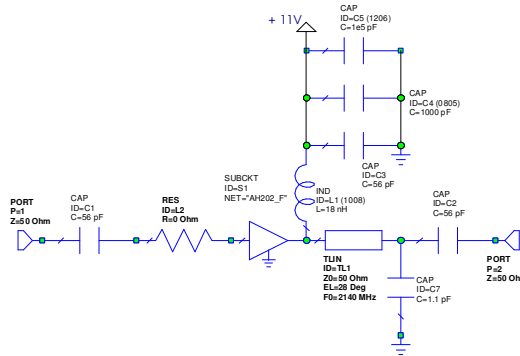 + 11V
CAP
ID=C5 (1206)
C=1e5 pF
CAP
ID=C4 (0805)
C=1000 pF
CAP
ID=C3
C=56 pF
SUBCKT
ID=S1
NET="AH202_F"
IND
ID=L1 (1008)
L=18 nH
PORT
P=1
Z=50 Ohm
CAP
ID=C1
C=56 pF
RES
ID=L2
R=0 Ohm
CAP
ID=C2
C=56 pF
TLIN
ID=TL1
Z0=50 Ohm
EL=28 Deg
F0=2140 MHz
CAP
ID=C7
C=1.1 pF
PORT
P=2
Z=50 Oh